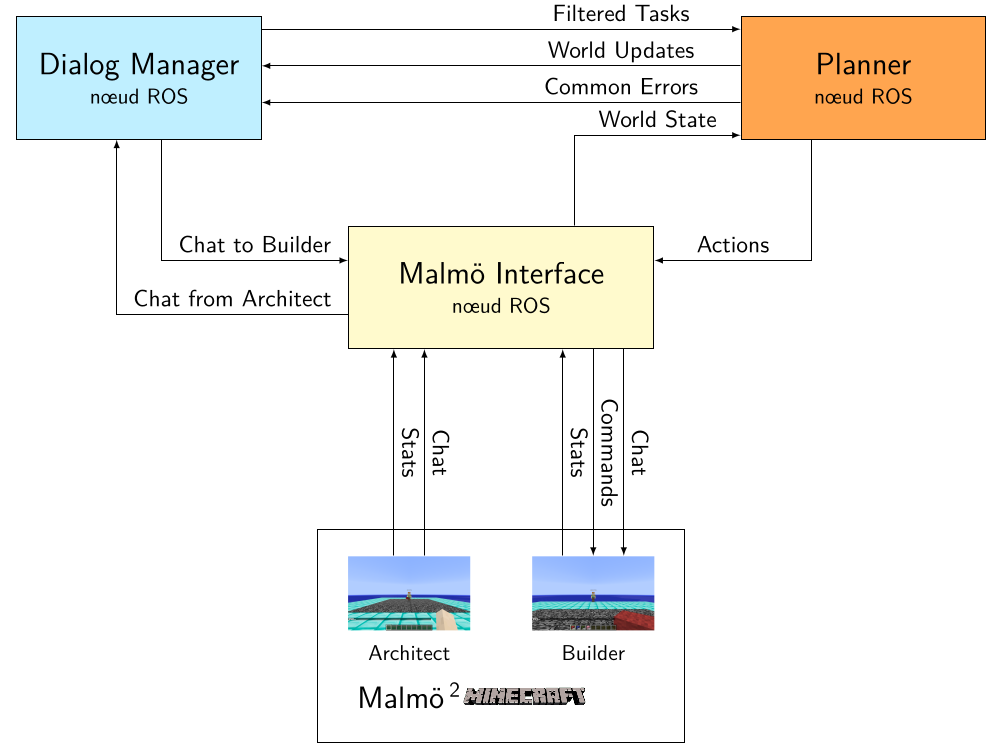 Filtered Tasks
Dialog Manager
nœud ROS
World Updates
Planner
nœud ROS
Common Errors
World State
Chat to Builder
Malmö Interface
nœud ROS
Actions
Chat from Architect
Stats
Chat
Stats
Commands
Chat
Architect
Builder
Malmö 2 MINECRAFT